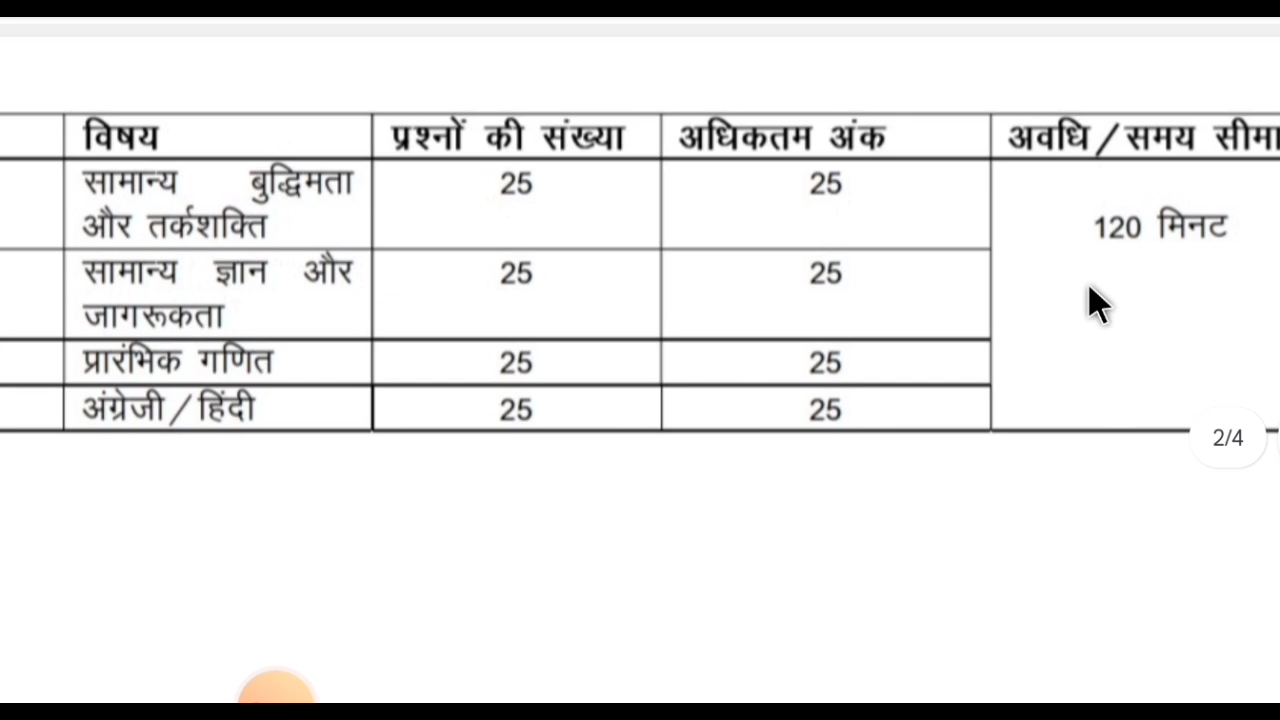 विषय प्रश्नों की संख्या अधिकतम अंक अवधि/समय सीमा
सामान्य बुद्धिमता 25 25
और तर्कशक्ति 120 मिनट
सामान्य ज्ञान और 25 25
जागरूकता
प्रारंभिक गणित 25 25
अंग्रेजी/हिंदी 25 25
2/4